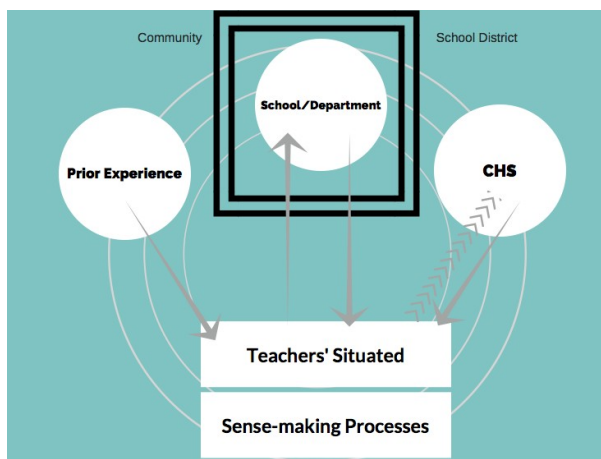 Community
School District
School/Department
Prior Experience
CHS
Teachers' Situated
Sense-making Processes